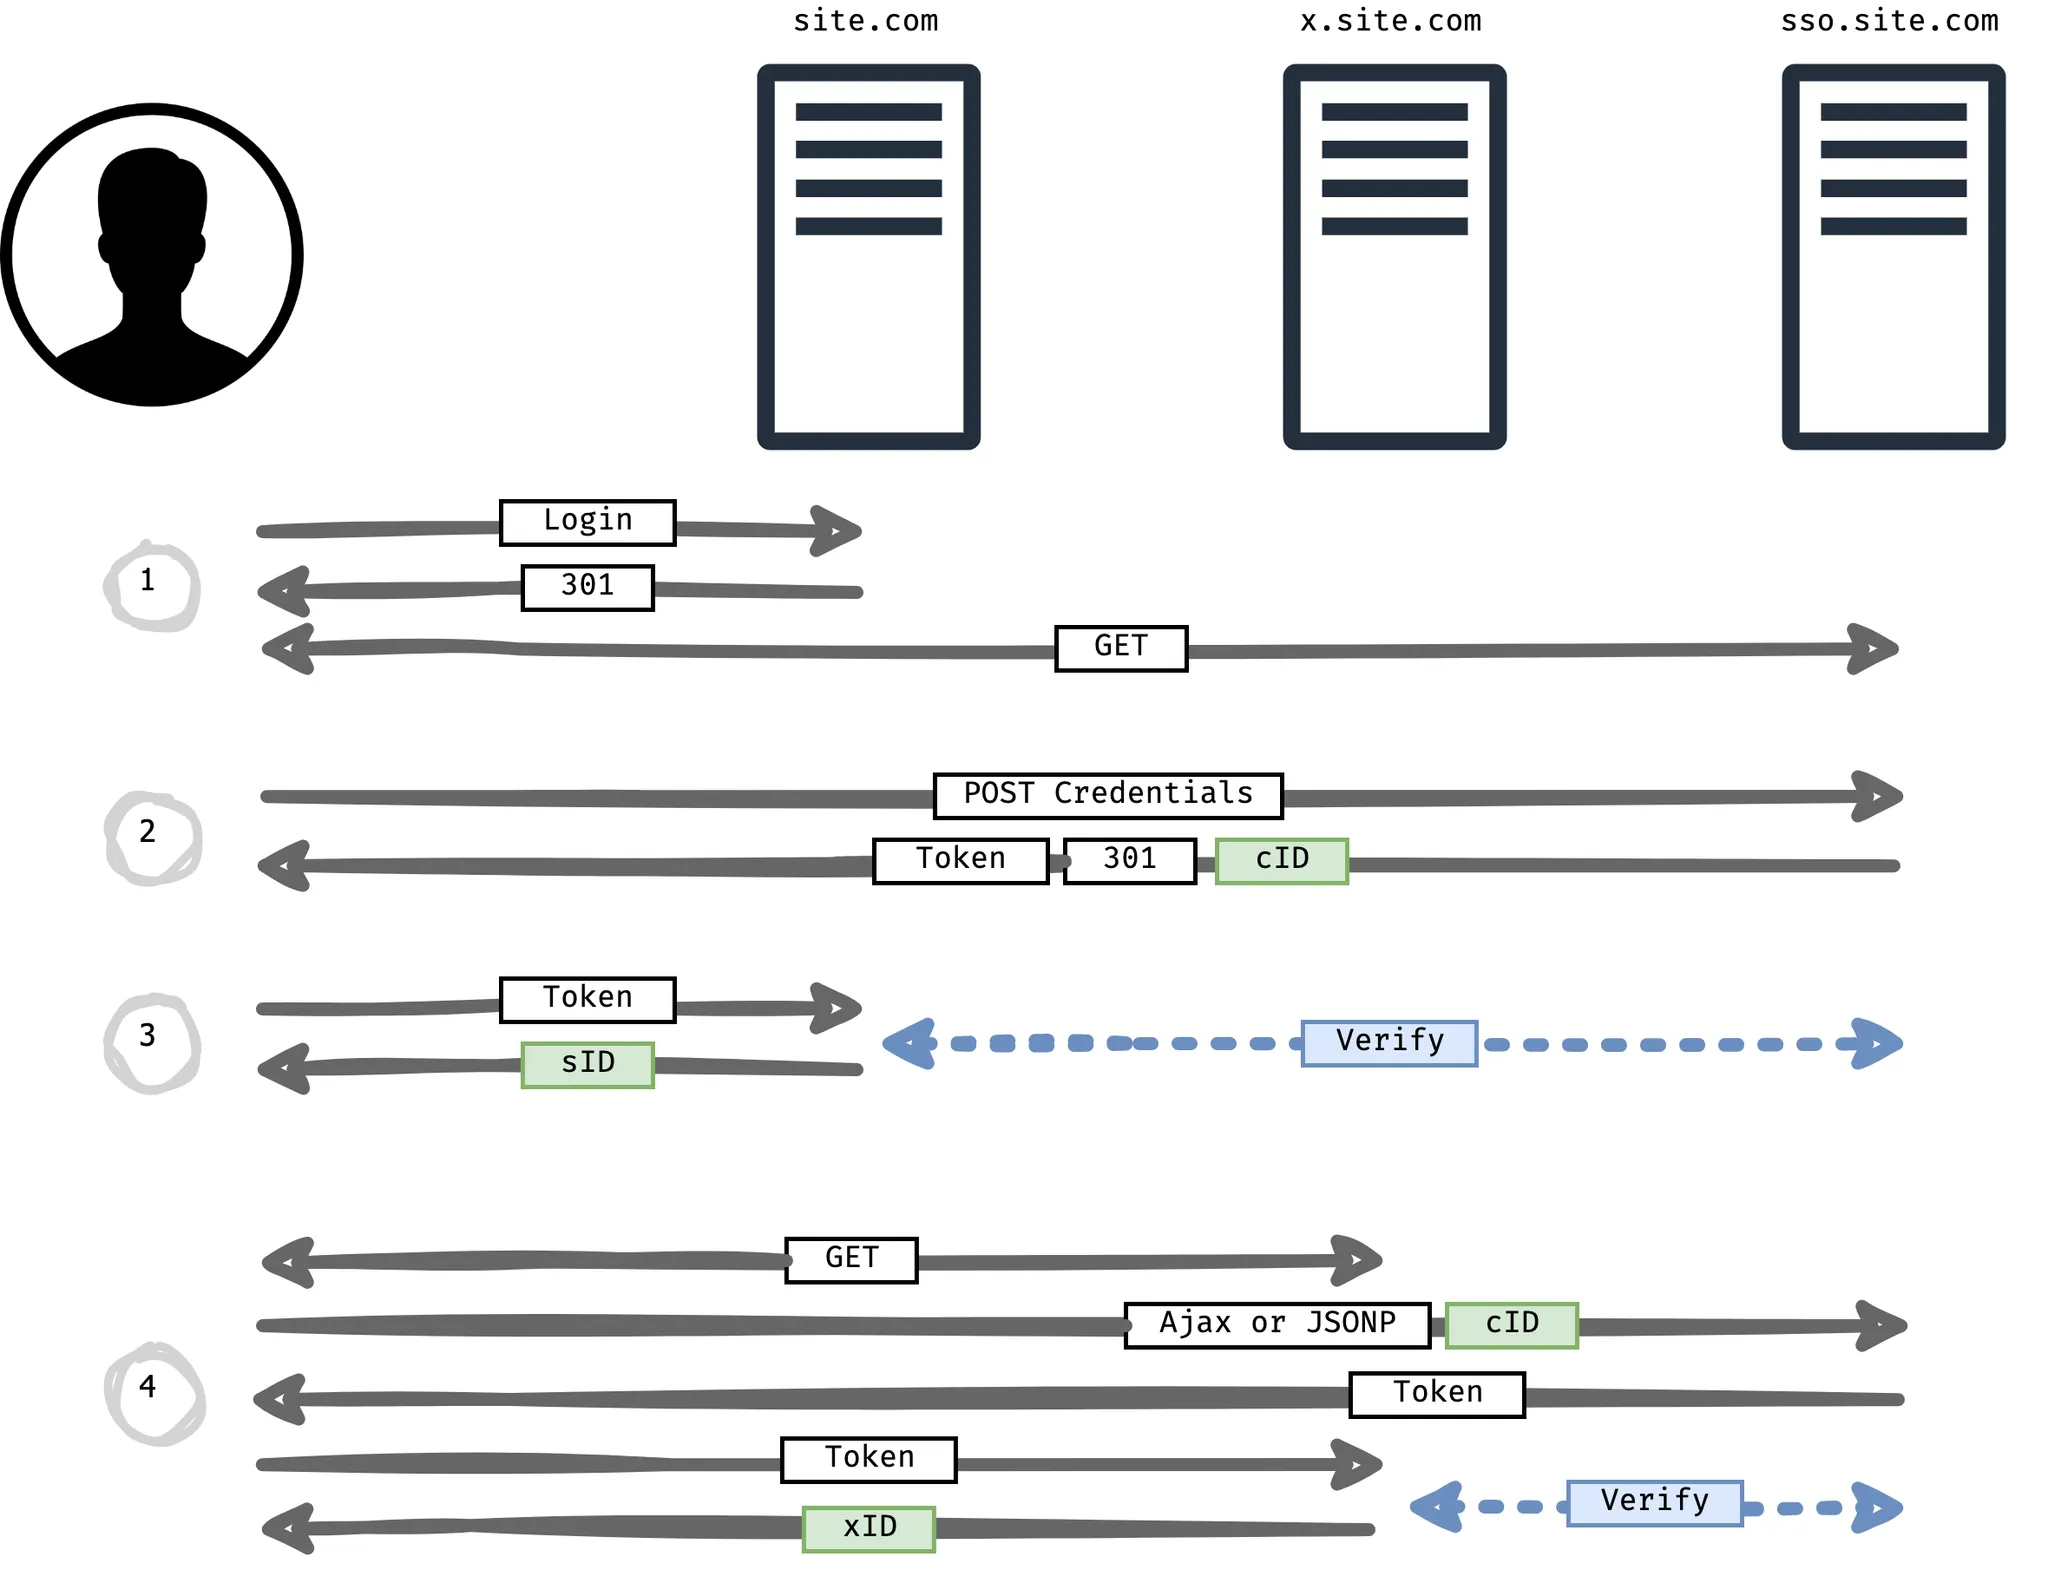 site.com
x.site.com
sso.site.com
1
Login
301
GET
2
POST Credentials
Token
301
cID
3
Token
sID
Verify
4
GET
Ajax or JSONP
cID
Token
Token
Verify
xID